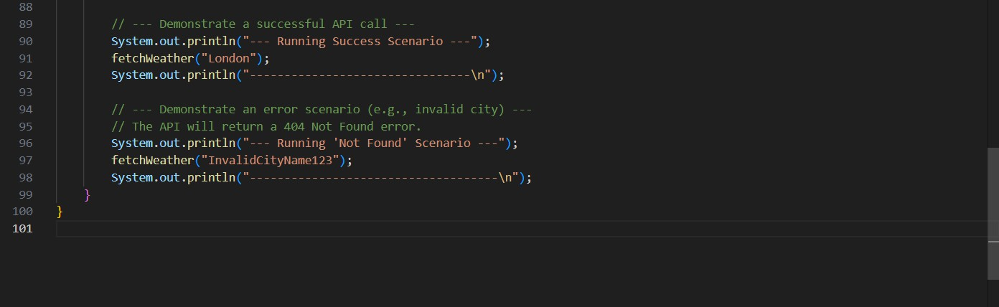 88
89 // --- Demonstrate a successful API call ---
90 System.out.println("--- Running Success Scenario ---");
91 fetchWeather("London");
92 System.out.println("--------------------------------\n");
93
94 // --- Demonstrate an error scenario (e.g., invalid city) ---
95 // The API will return a 404 Not Found error.
96 System.out.println("--- Running 'Not Found' Scenario ---");
97 fetchWeather("InvalidCityName123");
98 System.out.println("------------------------------------\n");
99 }
100 }
101